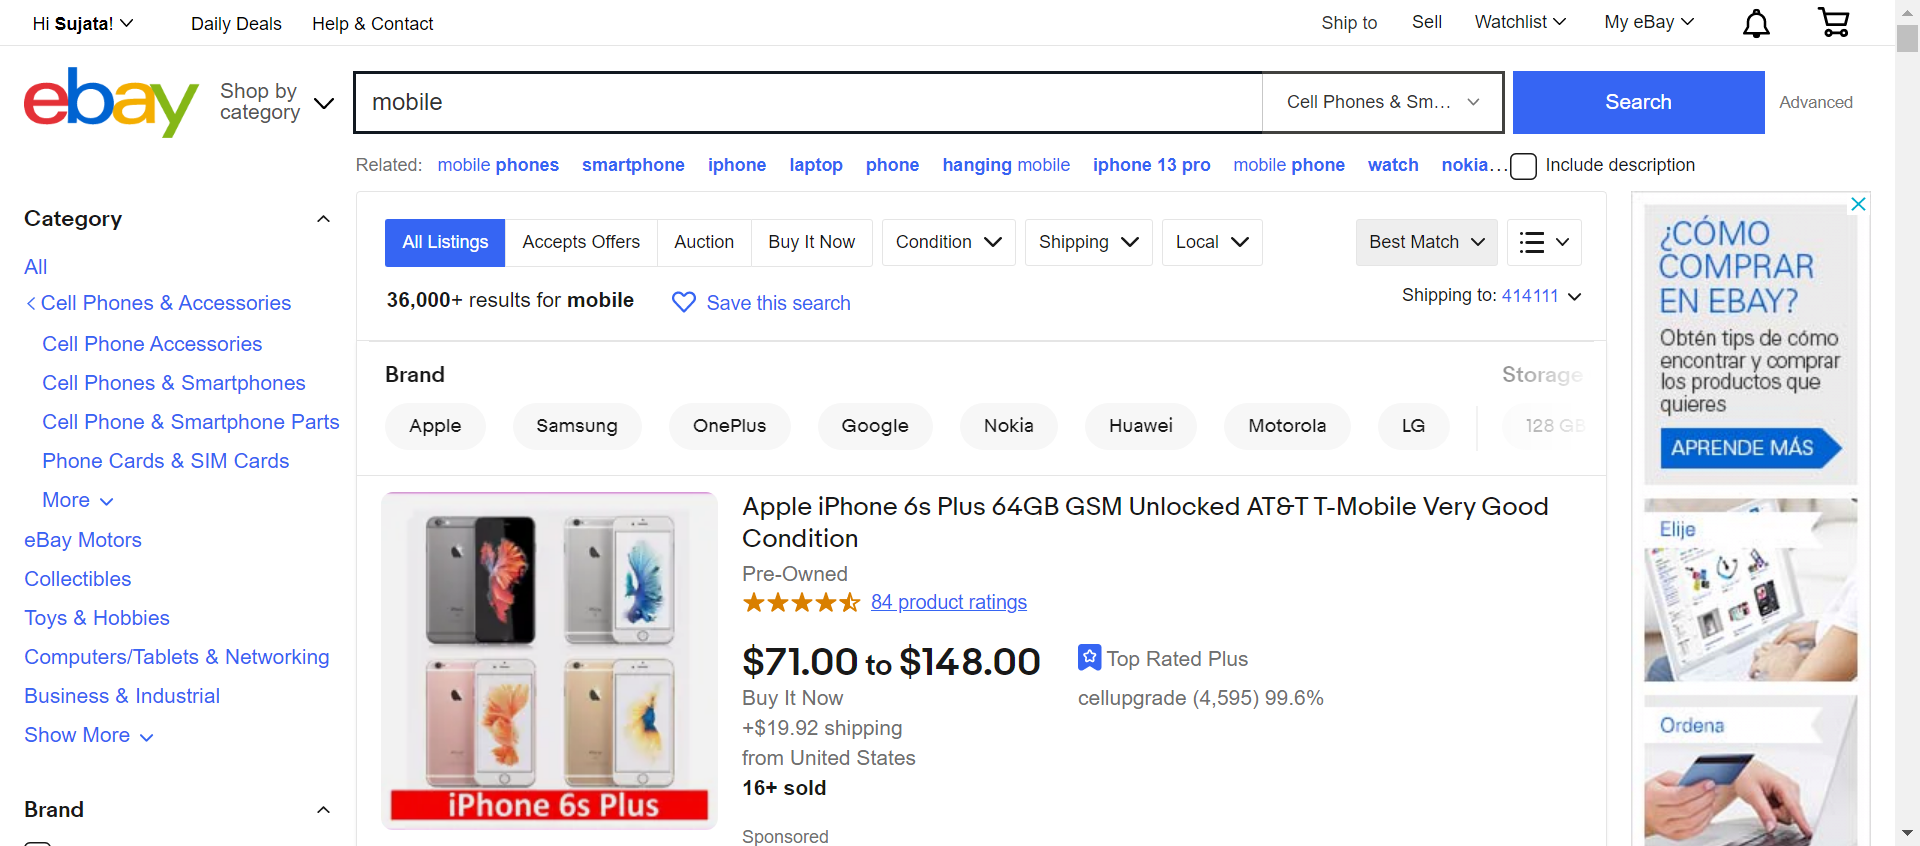 Hi Sujata!
Daily Deals
Help & Contact
Ship to
Sell
Watchlist
My eBay
ebay
Shop by
category
mobile
Cell Phones & Sm...
Search
Advanced
Related: mobile phones smartphone iphone laptop phone hanging mobile iphone 13 pro mobile phone watch nokia...
Include description
Category
All
Cell Phones & Accessories
Cell Phone Accessories
Cell Phones & Smartphones
Cell Phone & Smartphone Parts
Phone Cards & SIM Cards
More
eBay Motors
Collectibles
Toys & Hobbies
Computers/Tablets & Networking
Business & Industrial
Show More
Brand
All Listings
Accepts Offers
Auction
Buy It Now
Condition
Shipping
Local
Best Match
36,000+ results for mobile
Save this search
Shipping to: 414111
Brand
Storage
Apple
Samsung
OnePlus
Google
Nokia
Huawei
Motorola
LG
128 GB
iPhone 6s Plus
Apple iPhone 6s Plus 64GB GSM Unlocked AT&T T-Mobile Very Good
Condition
Pre-Owned
84 product ratings
$71.00 to $148.00
Buy It Now
+$19.92 shipping
from United States
16+ sold
Sponsored
Top Rated Plus
cellupgrade (4,595) 99.6%
¿CÓMO
COMPRAR
EN EBAY?
Obtén tips de cómo
encontrar y comprar
los productos que
quieres
APRENDE MÁS
Elije
Ordena